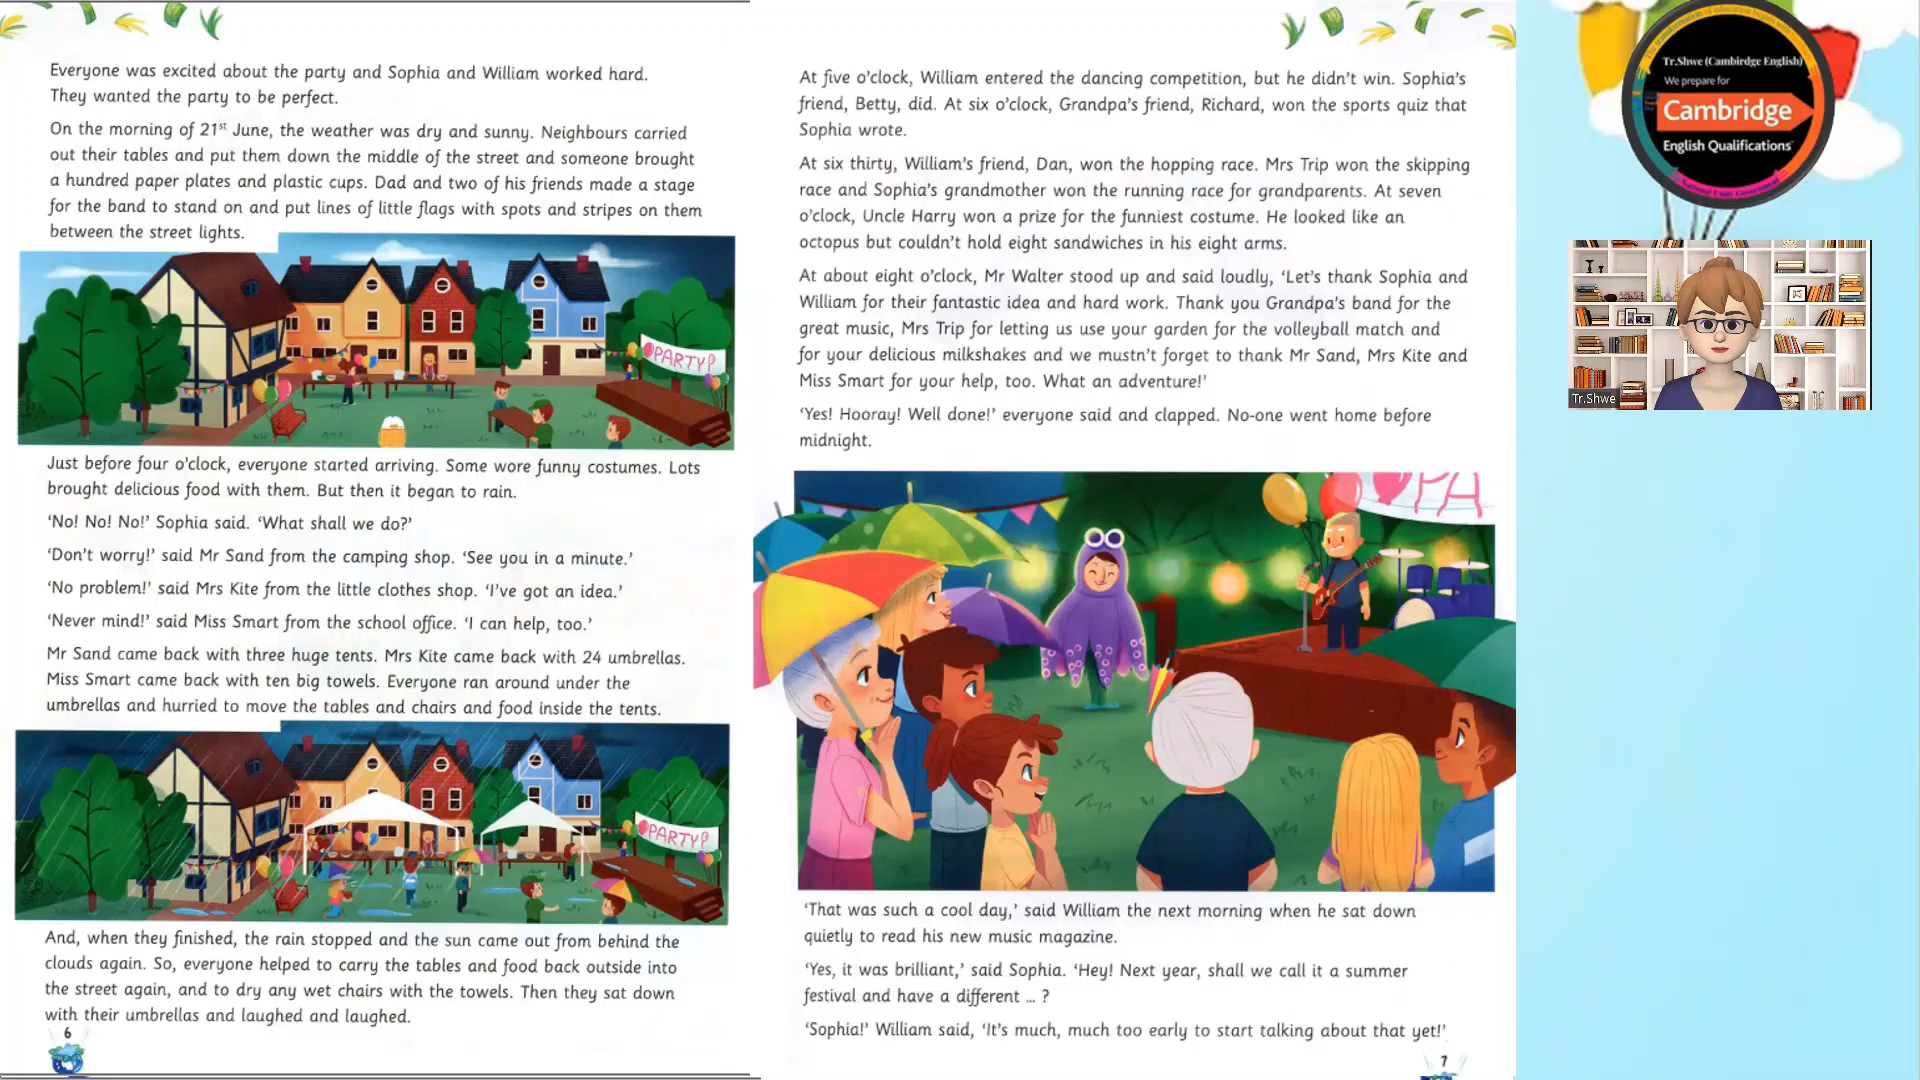 Everyone was excited about the party and Sophia and William worked hard.
They wanted the party to be perfect.
On the morning of 21st June, the weather was dry and sunny. Neighbours carried
out their tables and put them down the middle of the street and someone brought
a hundred paper plates and plastic cups. Dad and two of his friends made a stage
for the band to stand on and put lines of little flags with spots and stripes on them
between the street lights.
PARTY
Just before four o'clock, everyone started arriving. Some wore funny costumes. Lots
brought delicious food with them. But then it began to rain.
'No! No! No!' Sophia said. 'What shall we do?'
'Don't worry!' said Mr Sand from the camping shop. 'See you in a minute.'
'No problem!' said Mrs Kite from the little clothes shop. 'I've got an idea.'
'Never mind!' said Miss Smart from the school office. 'I can help, too.'
Mr Sand came back with three huge tents. Mrs Kite came back with 24 umbrellas.
Miss Smart came back with ten big towels. Everyone ran around under the
umbrellas and hurried to move the tables and chairs and food inside the tents.
PARTY
And, when they finished, the rain stopped and the sun came out from behind the
clouds again. So, everyone helped to carry the tables and food back outside into
the street again, and to dry any wet chairs with the towels. Then they sat down
with their umbrellas and laughed and laughed.
6
At five o'clock, William entered the dancing competition, but he didn't win. Sophia's
friend, Betty, did. At six o'clock, Grandpa's friend, Richard, won the sports quiz that
Sophia wrote.
At six thirty, William's friend, Dan, won the hopping race. Mrs Trip won the skipping
race and Sophia's grandmother won the running race for grandparents. At seven
o'clock, Uncle Harry won a prize for the funniest costume. He looked like an
octopus but couldn't hold eight sandwiches in his eight arms.
At about eight o'clock, Mr Walter stood up and said loudly, 'Let's thank Sophia and
William for their fantastic idea and hard work. Thank you Grandpa's band for the
great music, Mrs Trip for letting us use your garden for the volleyball match and
for your delicious milkshakes and we mustn't forget to thank Mr Sand, Mrs Kite and
Miss Smart for your help, too. What an adventure!'
'Yes! Hooray! Well done!' everyone said and clapped. No-one went home before
midnight.
PA
'That was such a cool day,' said William the next morning when he sat down
quietly to read his new music magazine.
'Yes, it was brilliant,' said Sophia. 'Hey! Next year, shall we call it a summer
festival and have a different ... ?
'Sophia!' William said, 'It's much, much too early to start talking about that yet!'
7
Tr.Shwe (Cambirdge English)
We prepare for
Cambridge
English Qualifications
Tr.Shwe